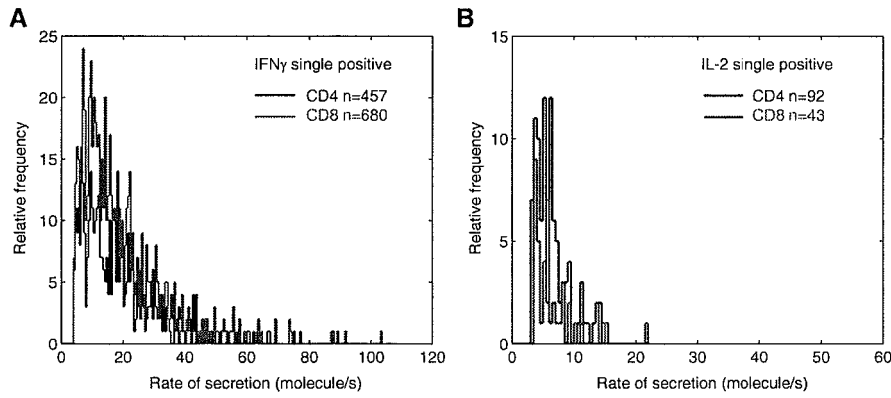 A
25
20
15
10
5
0
Relative frequency
IFNγ single positive
CD4 n=457
CD8 n=680
0 20 40 60 80 100 120
Rate of secretion (molecule/s)
B
15
10
5
0
Relative frequency
IL-2 single positive
CD4 n=92
CD8 n=43
0 10 20 30 40 50 60
Rate of secretion (molecule/s)